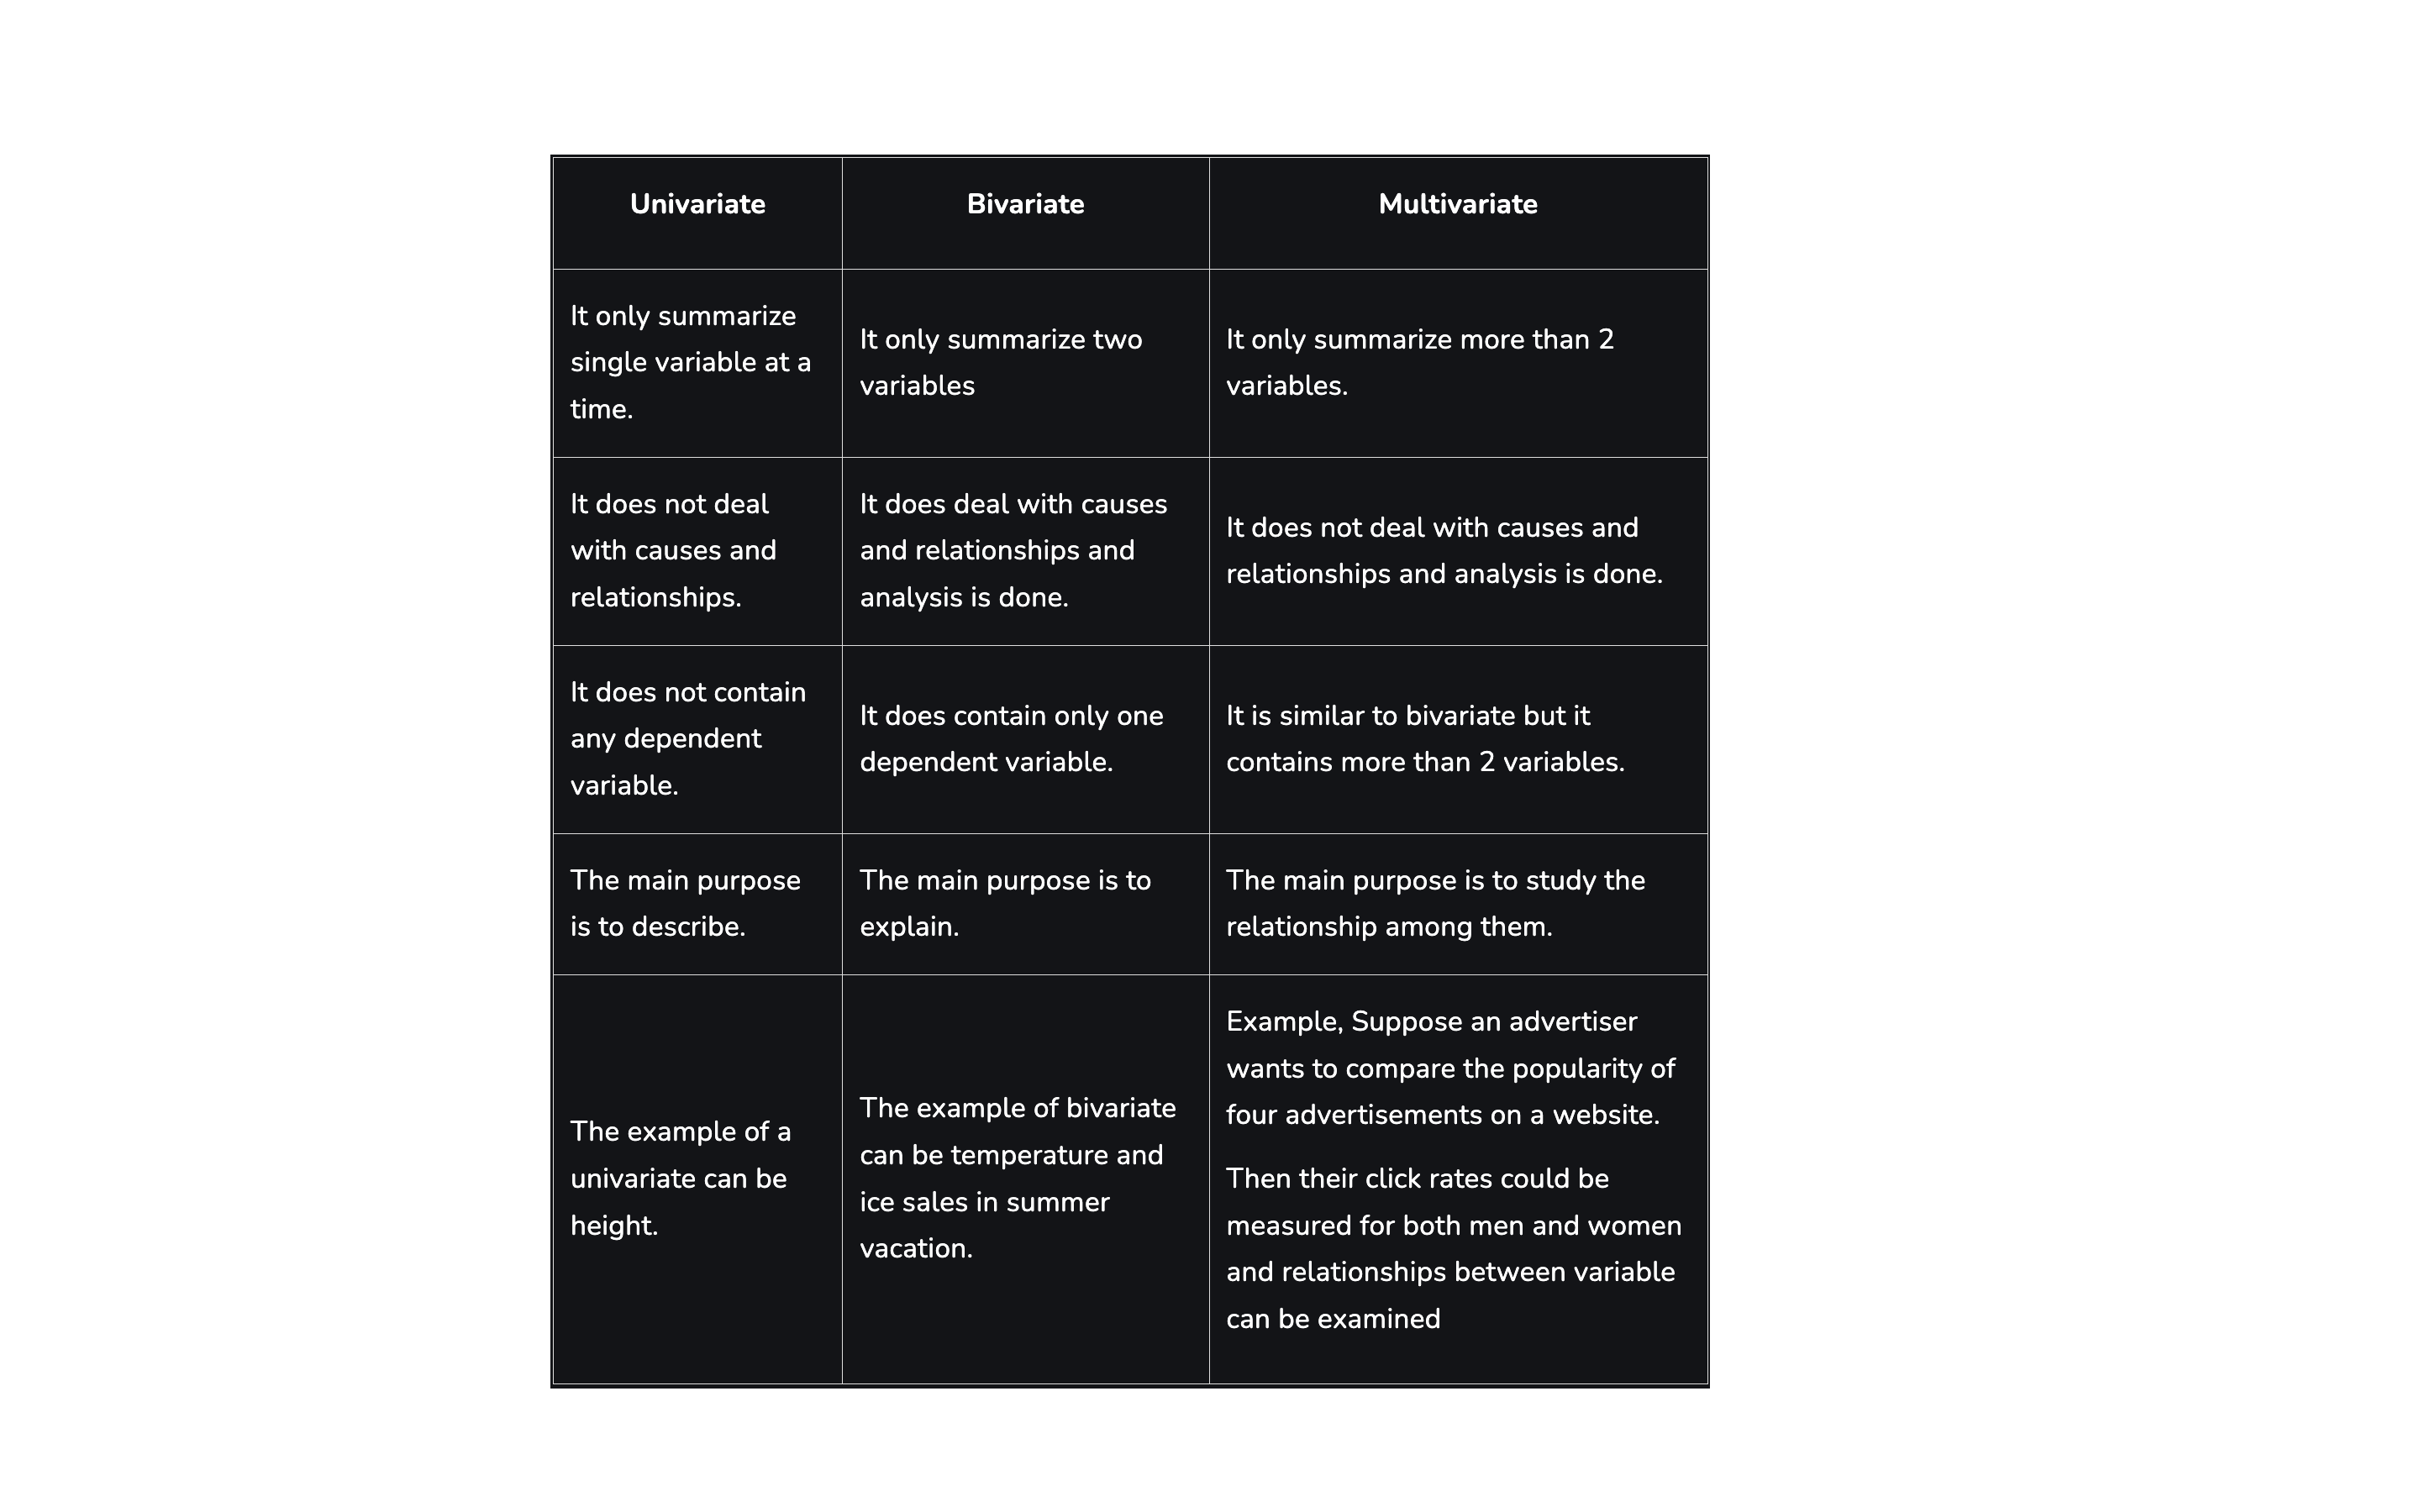 Univariate
Bivariate
Multivariate
It only summarize
single variable at a
time.
It only summarize two
variables
It only summarize more than 2
variables.
It does not deal
with causes and
relationships.
It does deal with causes
and relationships and
analysis is done.
It does not deal with causes and
relationships and analysis is done.
It does not contain
any dependent
variable.
It does contain only one
dependent variable.
It is similar to bivariate but it
contains more than 2 variables.
The main purpose
is to describe.
The main purpose is to
explain.
The main purpose is to study the
relationship among them.
The example of a
univariate can be
height.
The example of bivariate
can be temperature and
ice sales in summer
vacation.
Example, Suppose an advertiser
wants to compare the popularity of
four advertisements on a website.
Then their click rates could be
measured for both men and women
and relationships between variable
can be examined